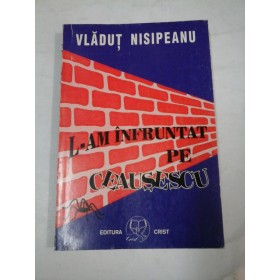 VLĂDUȚ NISIPEANU
L-AM ÎNFRUNTAT
PE
CEAUȘESCU
EDITURA CRIST